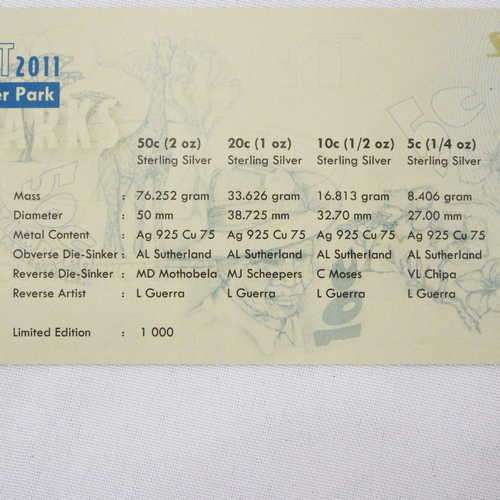 T 2011
er Park
ARKS
50c (2 oz) 20c (1 oz) 10c (1/2 oz) 5c (1/4 oz)
Sterling Silver Sterling Silver Sterling Silver Sterling Silver
Mass : 76.252 gram 33.626 gram 16.813 gram 8.406 gram
Diameter : 50 mm 38.725 mm 32.70 mm 27.00 mm
Metal Content : Ag 925 Cu 75 Ag 925 Cu 75 Ag 925 Cu 75 Ag 925 Cu 75
Obverse Die-Sinker : AL Sutherland AL Sutherland AL Sutherland AL Sutherland
Reverse Die-Sinker : MD Mothobela MJ Scheepers C Moses VL Chipa
Reverse Artist : L Guerra L Guerra L Guerra L Guerra
Limited Edition : 1 000
5c
10c